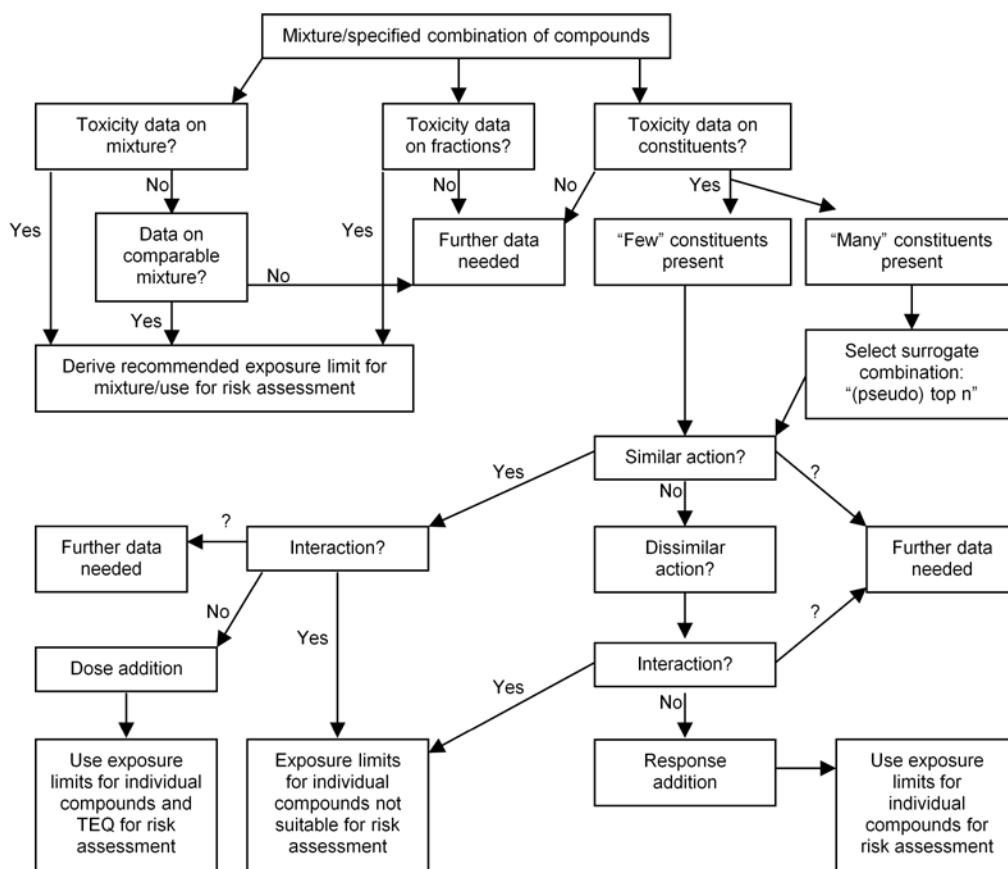 Mixture/specified combination of compounds
Toxicity data on
mixture?
Toxicity data
on fractions?
Toxicity data on
constituents?
No
No
No
Yes
Yes
Yes
Data on
comparable
mixture?
Further data
needed
“Few” constituents
present
“Many” constituents
present
No
Yes
Derive recommended exposure limit for
mixture/use for risk assessment
Select surrogate
combination:
“(pseudo) top n”
Similar action?
Yes
No
?
?
Further data
needed
Interaction?
Dissimilar
action?
Further data
needed
No
Yes
?
Dose addition
Interaction?
Yes
No
Use exposure
limits for individual
compounds and
TEQ for risk
assessment
Exposure limits
for individual
compounds not
suitable for risk
assessment
Response
addition
Use exposure
limits for
individual
compounds for
risk assessment